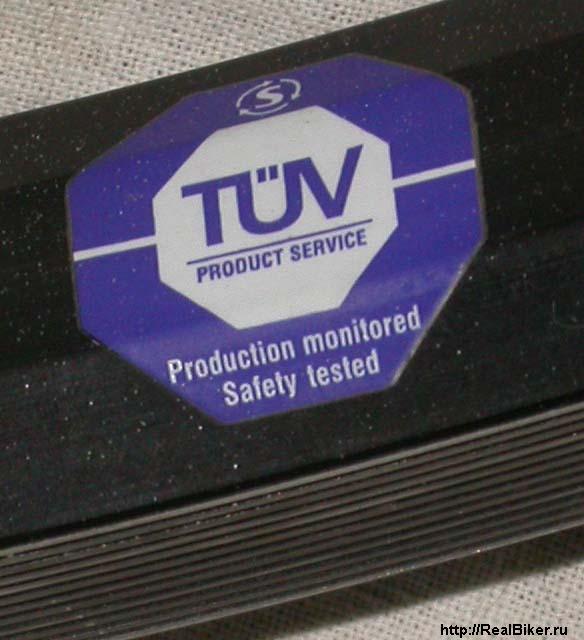 S
TÜV
PRODUCT SERVICE
Production monitored
Safety tested
http://RealBiker.ru